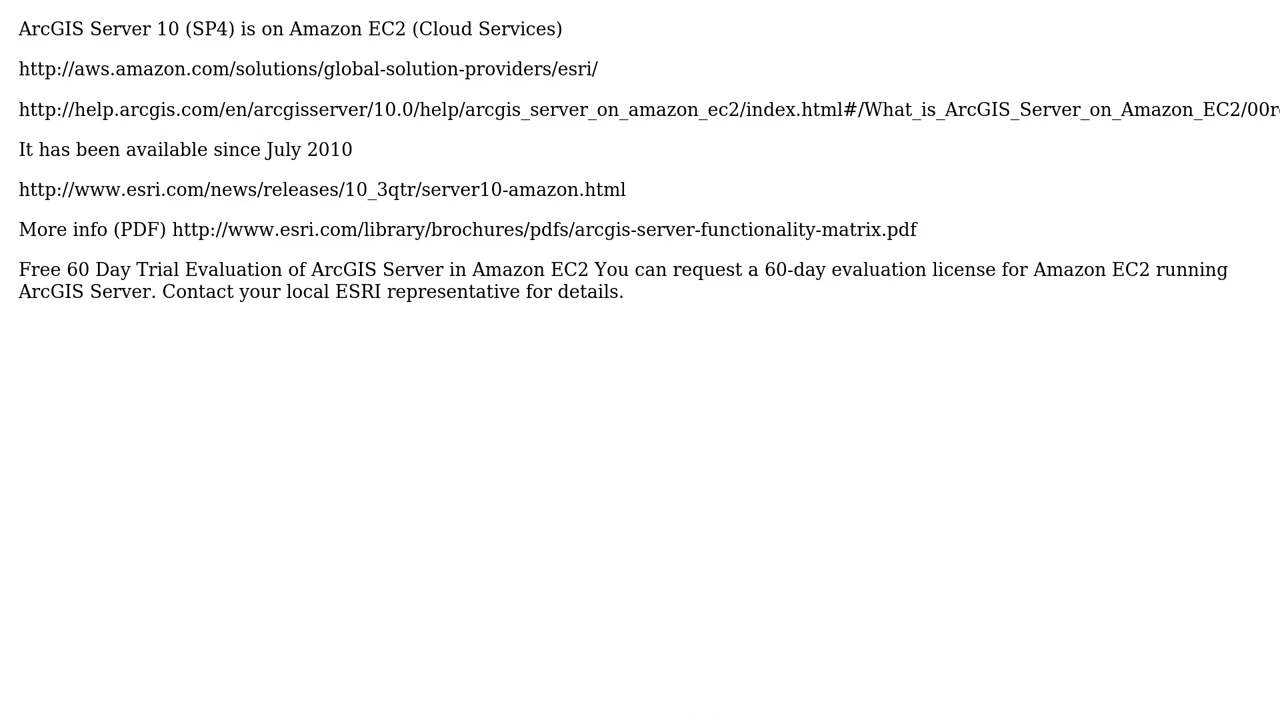 ArcGIS Server 10 (SP4) is on Amazon EC2 (Cloud Services)
http://aws.amazon.com/solutions/global-solution-providers/esri/
http://help.arcgis.com/en/arcgisserver/10.0/help/arcgis_server_on_amazon_ec2/index.html#/What_is_ArcGIS_Server_on_Amazon_EC2/00r
It has been available since July 2010
http://www.esri.com/news/releases/10_3qtr/server10-amazon.html
More info (PDF) http://www.esri.com/library/brochures/pdfs/arcgis-server-functionality-matrix.pdf
Free 60 Day Trial Evaluation of ArcGIS Server in Amazon EC2 You can request a 60-day evaluation license for Amazon EC2 running
ArcGIS Server. Contact your local ESRI representative for details.